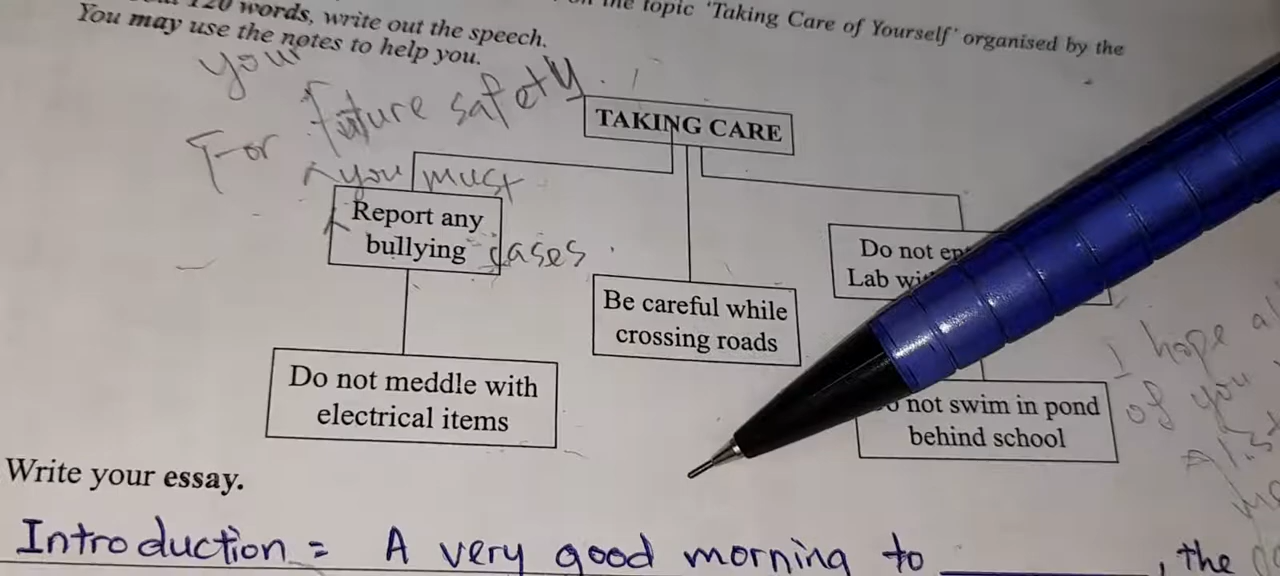 120 words, write out the speech.
the topic 'Taking Care of Yourself' organised by the
You may use the notes to help you.
your
future safety.
For
you must
cases.
TAKING CARE
Report any
bullying
Be careful while
crossing roads
Do not
Lab
Do not meddle with
electrical items
not swim in pond
behind school
I hope
of you
Write your essay.
Introduction = A very good morning to ________, the